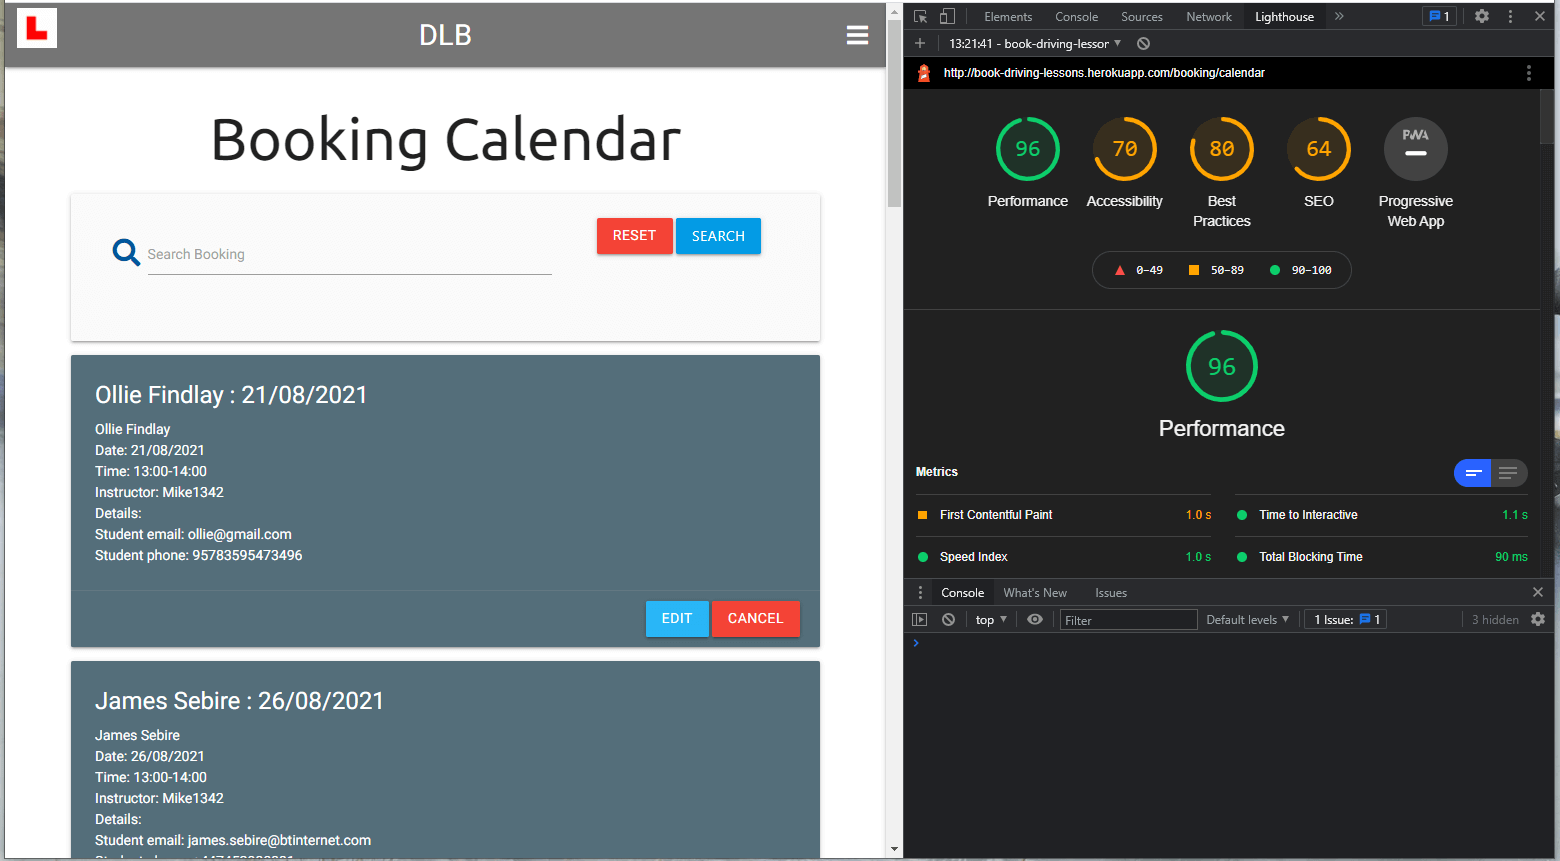 L
DLB
Booking Calendar
Search Booking
RESET SEARCH
Ollie Findlay : 21/08/2021
Ollie Findlay
Date: 21/08/2021
Time: 13:00-14:00
Instructor: Mike1342
Details:
Student email: ollie@gmail.com
Student phone: 95783595473496
EDIT CANCEL
James Sebire : 26/08/2021
James Sebire
Date: 26/08/2021
Time: 13:00-14:00
Instructor: Mike1342
Details:
Student email: james.sebire@btinternet.com
Elements Console Sources Network Lighthouse » 1
13:21:41 - book-driving-lessor
http://book-driving-lessons.herokuapp.com/booking/calendar
96 70 80 64 PWA
Performance Accessibility Best Practices SEO Progressive Web App
0–49 50–89 90–100
96
Performance
Metrics
First Contentful Paint 1.0 s Time to Interactive 1.1 s
Speed Index 1.0 s Total Blocking Time 90 ms
Console What's New Issues
top Filter Default levels 1 Issue: 1 3 hidden